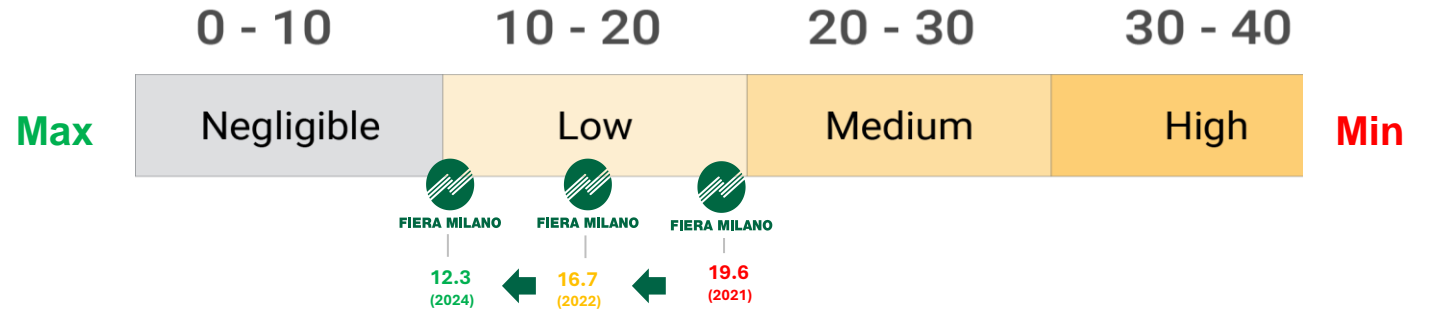 0 - 10 10 - 20 20 - 30 30 - 40
Max Negligible Low Medium High Min
FIERA MILANO FIERA MILANO FIERA MILANO
12.3 16.7 19.6
(2024) (2022) (2021)